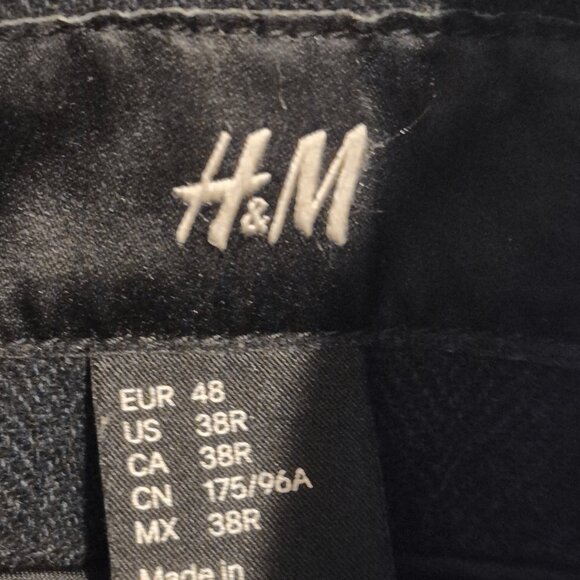 H&M
EUR 48
US 38R
CA 38R
CN 175/96A
MX 38R
Made in